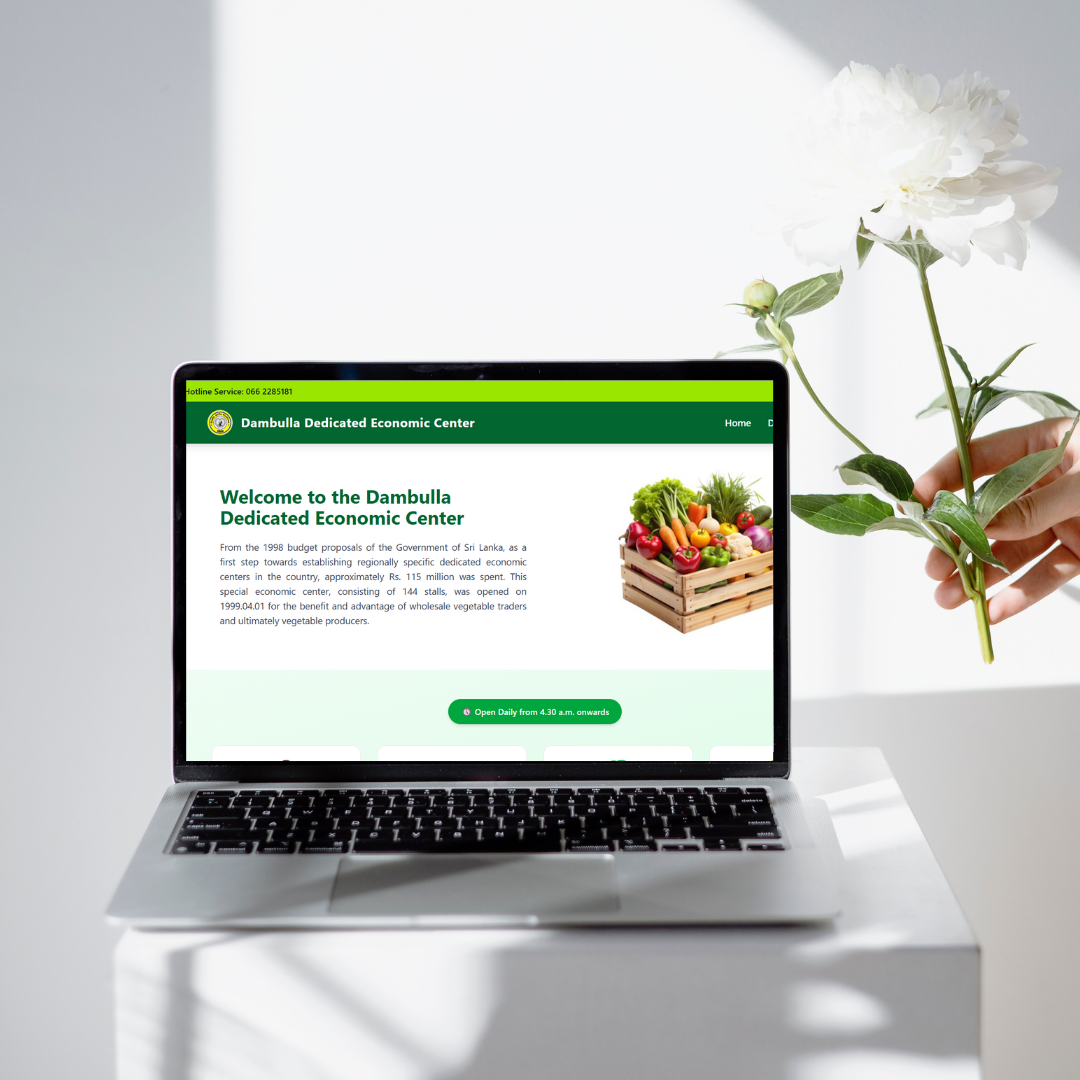 Hotline Service: 066 2285181
Dambulla Dedicated Economic Center
Home
Welcome to the Dambulla
Dedicated Economic Center
From the 1998 budget proposals of the Government of Sri Lanka, as a
first step towards establishing regionally specific dedicated economic
centers in the country, approximately Rs. 115 million was spent. This
special economic center, consisting of 144 stalls, was opened on
1999.04.01 for the benefit and advantage of wholesale vegetable traders
and ultimately vegetable producers.
Open Daily from 4.30 a.m. onwards